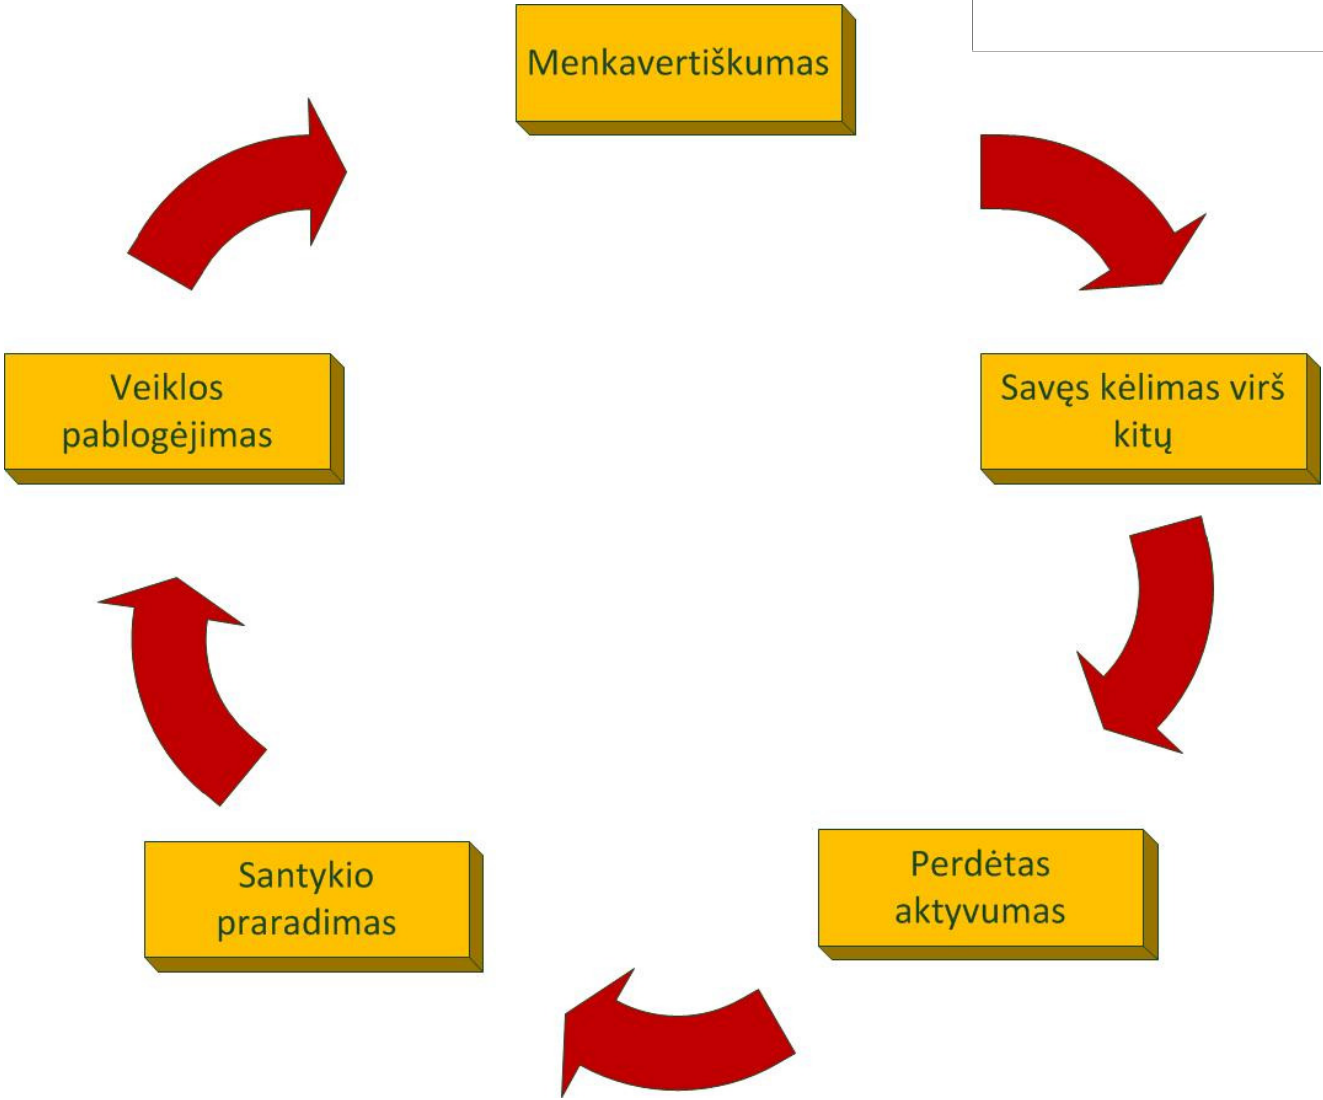 Menkavertiškumas
Savęs kėlimas virš
kitų
Perdėtas
aktyvumas
Santykio
praradimas
Veiklos
pablogėjimas